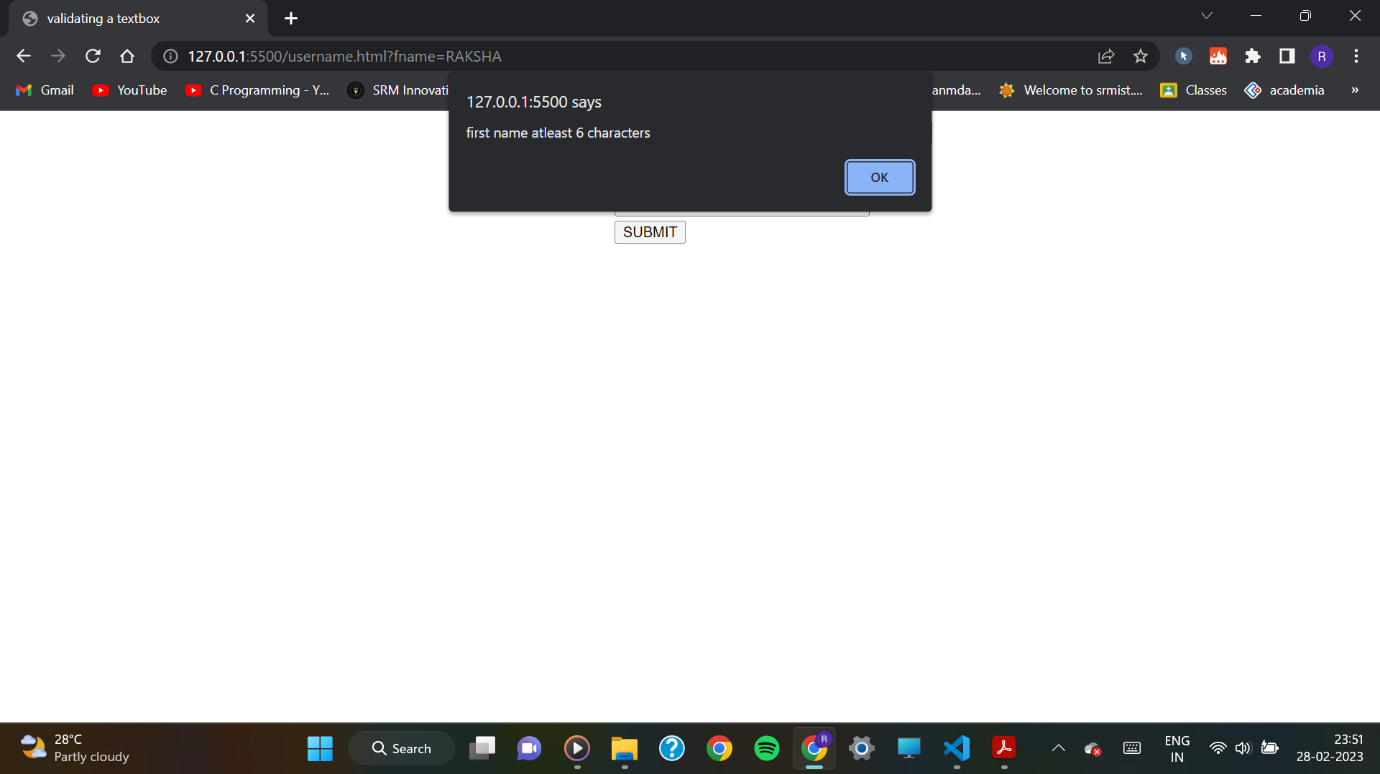 validating a textbox
127.0.0.1:5500/username.html?fname=RAKSHA
R
Gmail
YouTube
C Programming - Y...
SRM Innovati
anmda...
Welcome to srmist....
Classes
academia
»
127.0.0.1:5500 says
first name atleast 6 characters
OK
SUBMIT
28°C
Partly cloudy
Search
R
ENG
IN
23:51
28-02-2023